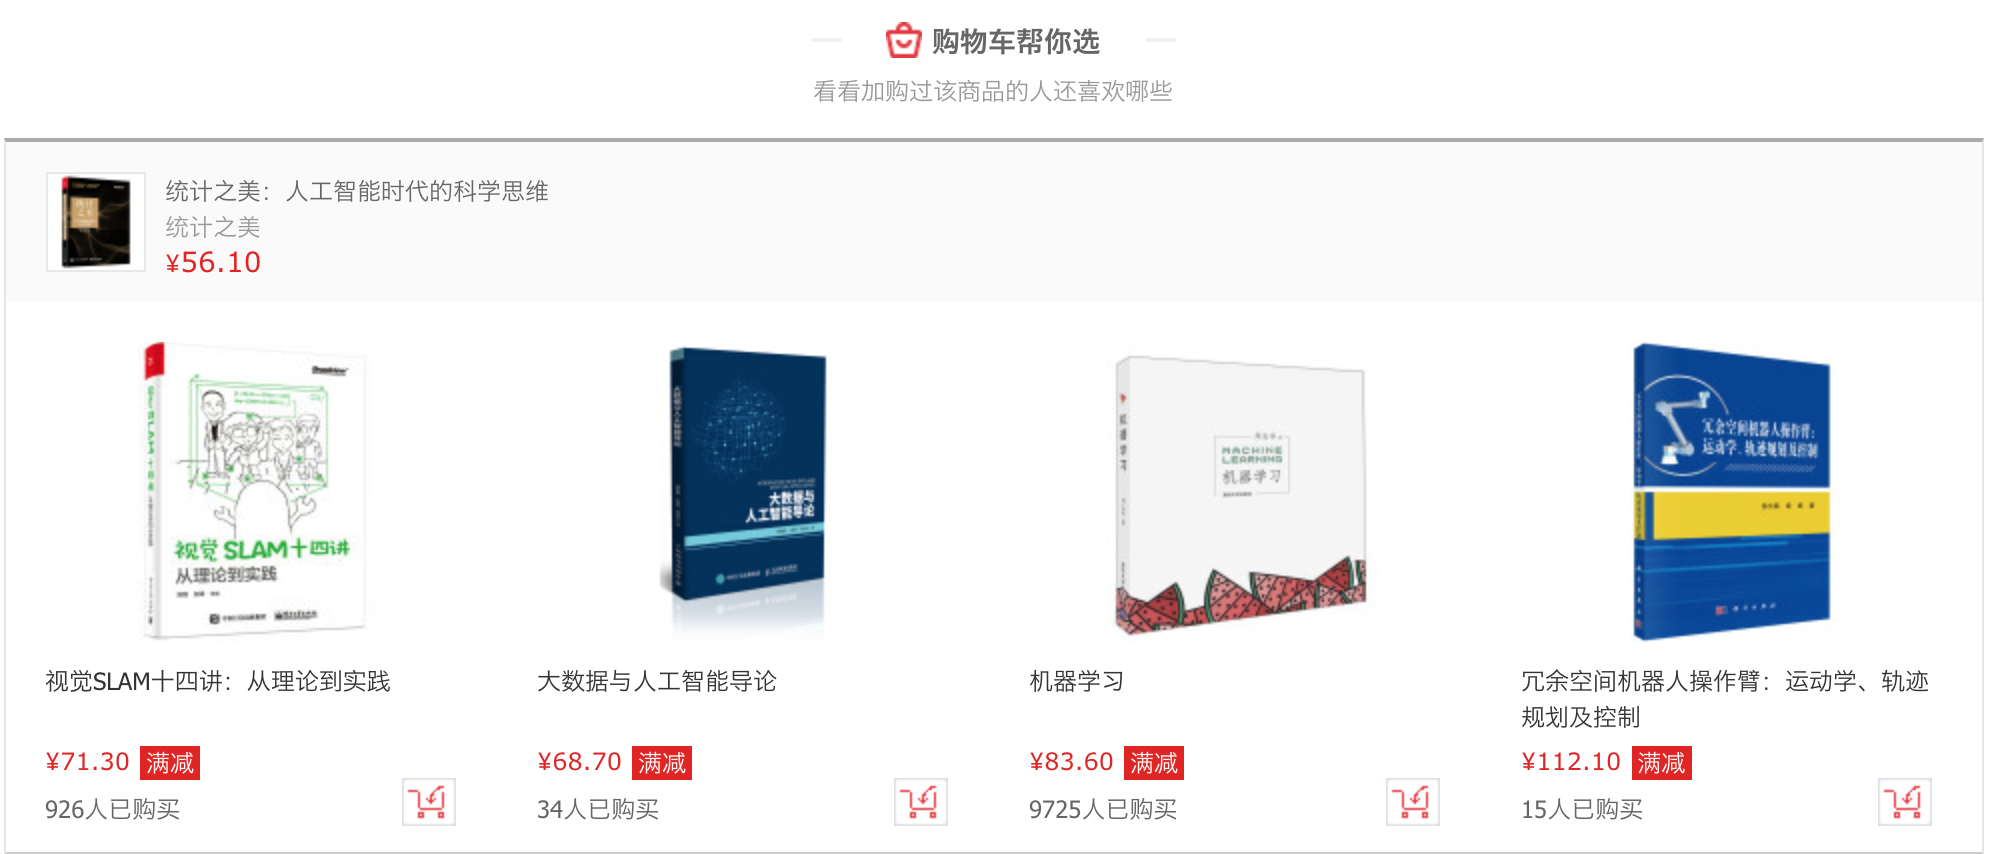 购物车帮你选
看看加购过该商品的人还喜欢哪些
统计之美：人工智能时代的科学思维
统计之美
¥56.10
视觉SLAM十四讲
从理论到实践
大数据与
人工智能导论
MACHINE
LEARNING
机器学习
机器学习
冗余空间机器人操作臂：
运动学、轨迹规划及控制
视觉SLAM十四讲：从理论到实践
¥71.30 满减
926人已购买
大数据与人工智能导论
¥68.70 满减
34人已购买
机器学习
¥83.60 满减
9725人已购买
冗余空间机器人操作臂：运动学、轨迹
规划及控制
¥112.10 满减
15人已购买